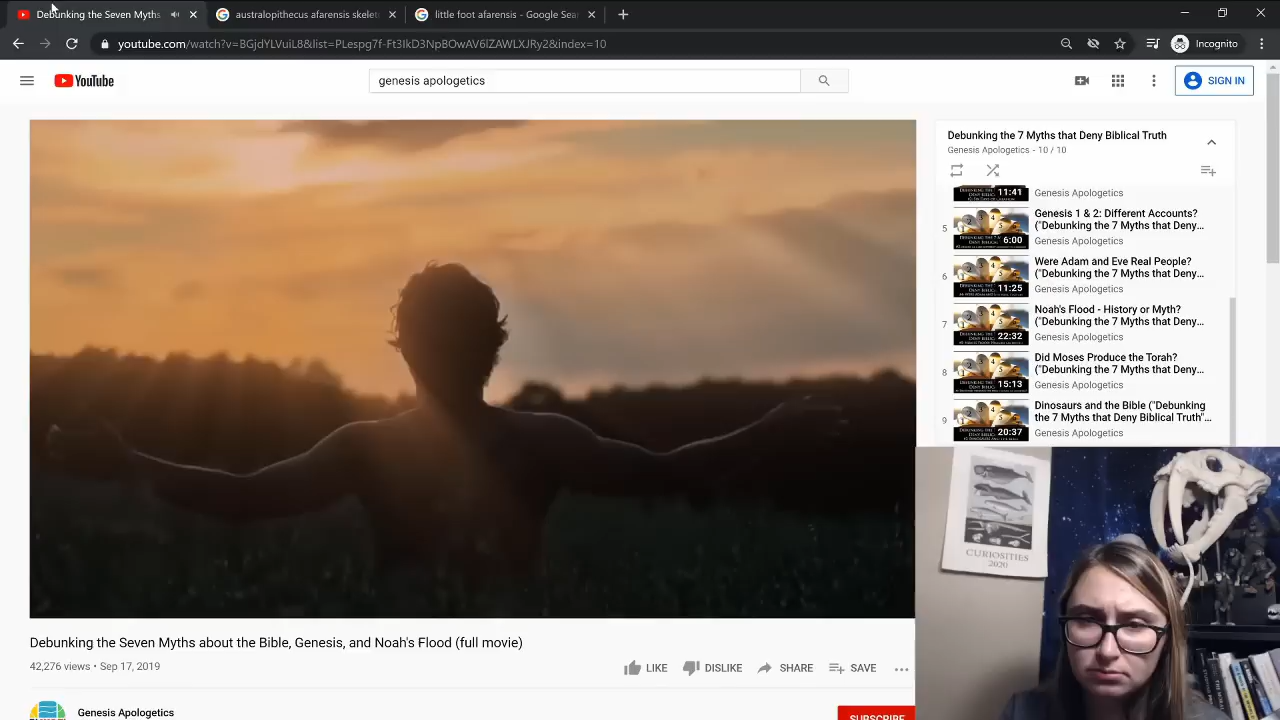 Debunking the Seven Myths
australopithecus afarensis skelet
little foot afarensis - Google Sear
youtube.com/watch?v=BGjdYLVuiL8&list=PLespg7f-Ft3IkD3NpBOwAV6lZAWLXJRy2&index=10
Incognito
YouTube
genesis apologetics
SIGN IN
Debunking the 7 Myths that Deny Biblical Truth
Genesis Apologetics - 10 / 10
11:41
Genesis Apologetics
5
Genesis 1 & 2: Different Accounts?
("Debunking the 7 Myths that Deny...
6:00
Genesis Apologetics
6
Were Adam and Eve Real People?
("Debunking the 7 Myths that Deny...
11:25
Genesis Apologetics
7
Noah's Flood - History or Myth?
("Debunking the 7 Myths that Deny...
22:32
Genesis Apologetics
8
Did Moses Produce the Torah?
("Debunking the 7 Myths that Deny...
15:13
Genesis Apologetics
9
Dinosaurs and the Bible ("Debunking
the 7 Myths that Deny Biblical Truth"...
20:37
Genesis Apologetics
CURIOSITIES
2020
Debunking the Seven Myths about the Bible, Genesis, and Noah's Flood (full movie)
42,276 views • Sep 17, 2019
LIKE
DISLIKE
SHARE
SAVE
Genesis Apologetics
SUBSCRIBE